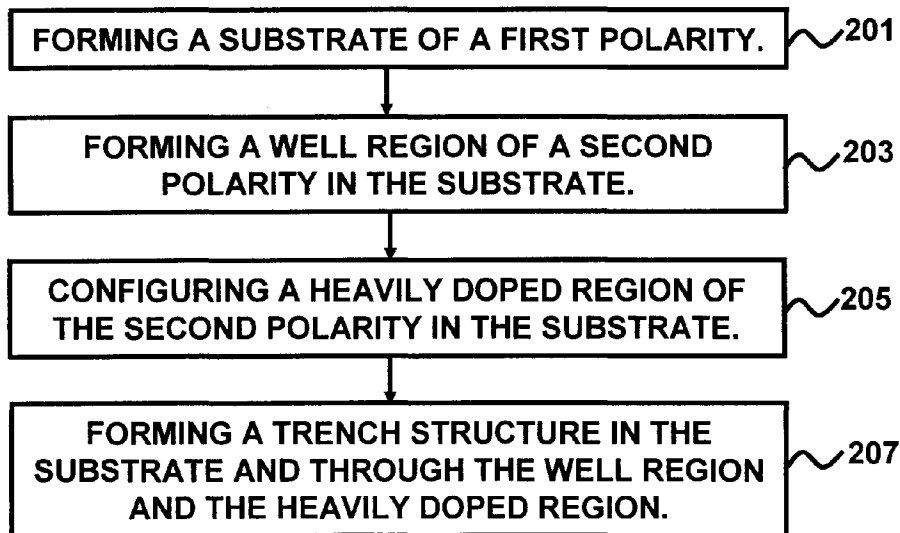 FORMING A SUBSTRATE OF A FIRST POLARITY. 201
FORMING A WELL REGION OF A SECOND
POLARITY IN THE SUBSTRATE. 203
CONFIGURING A HEAVILY DOPED REGION OF
THE SECOND POLARITY IN THE SUBSTRATE. 205
FORMING A TRENCH STRUCTURE IN THE
SUBSTRATE AND THROUGH THE WELL REGION
AND THE HEAVILY DOPED REGION. 207